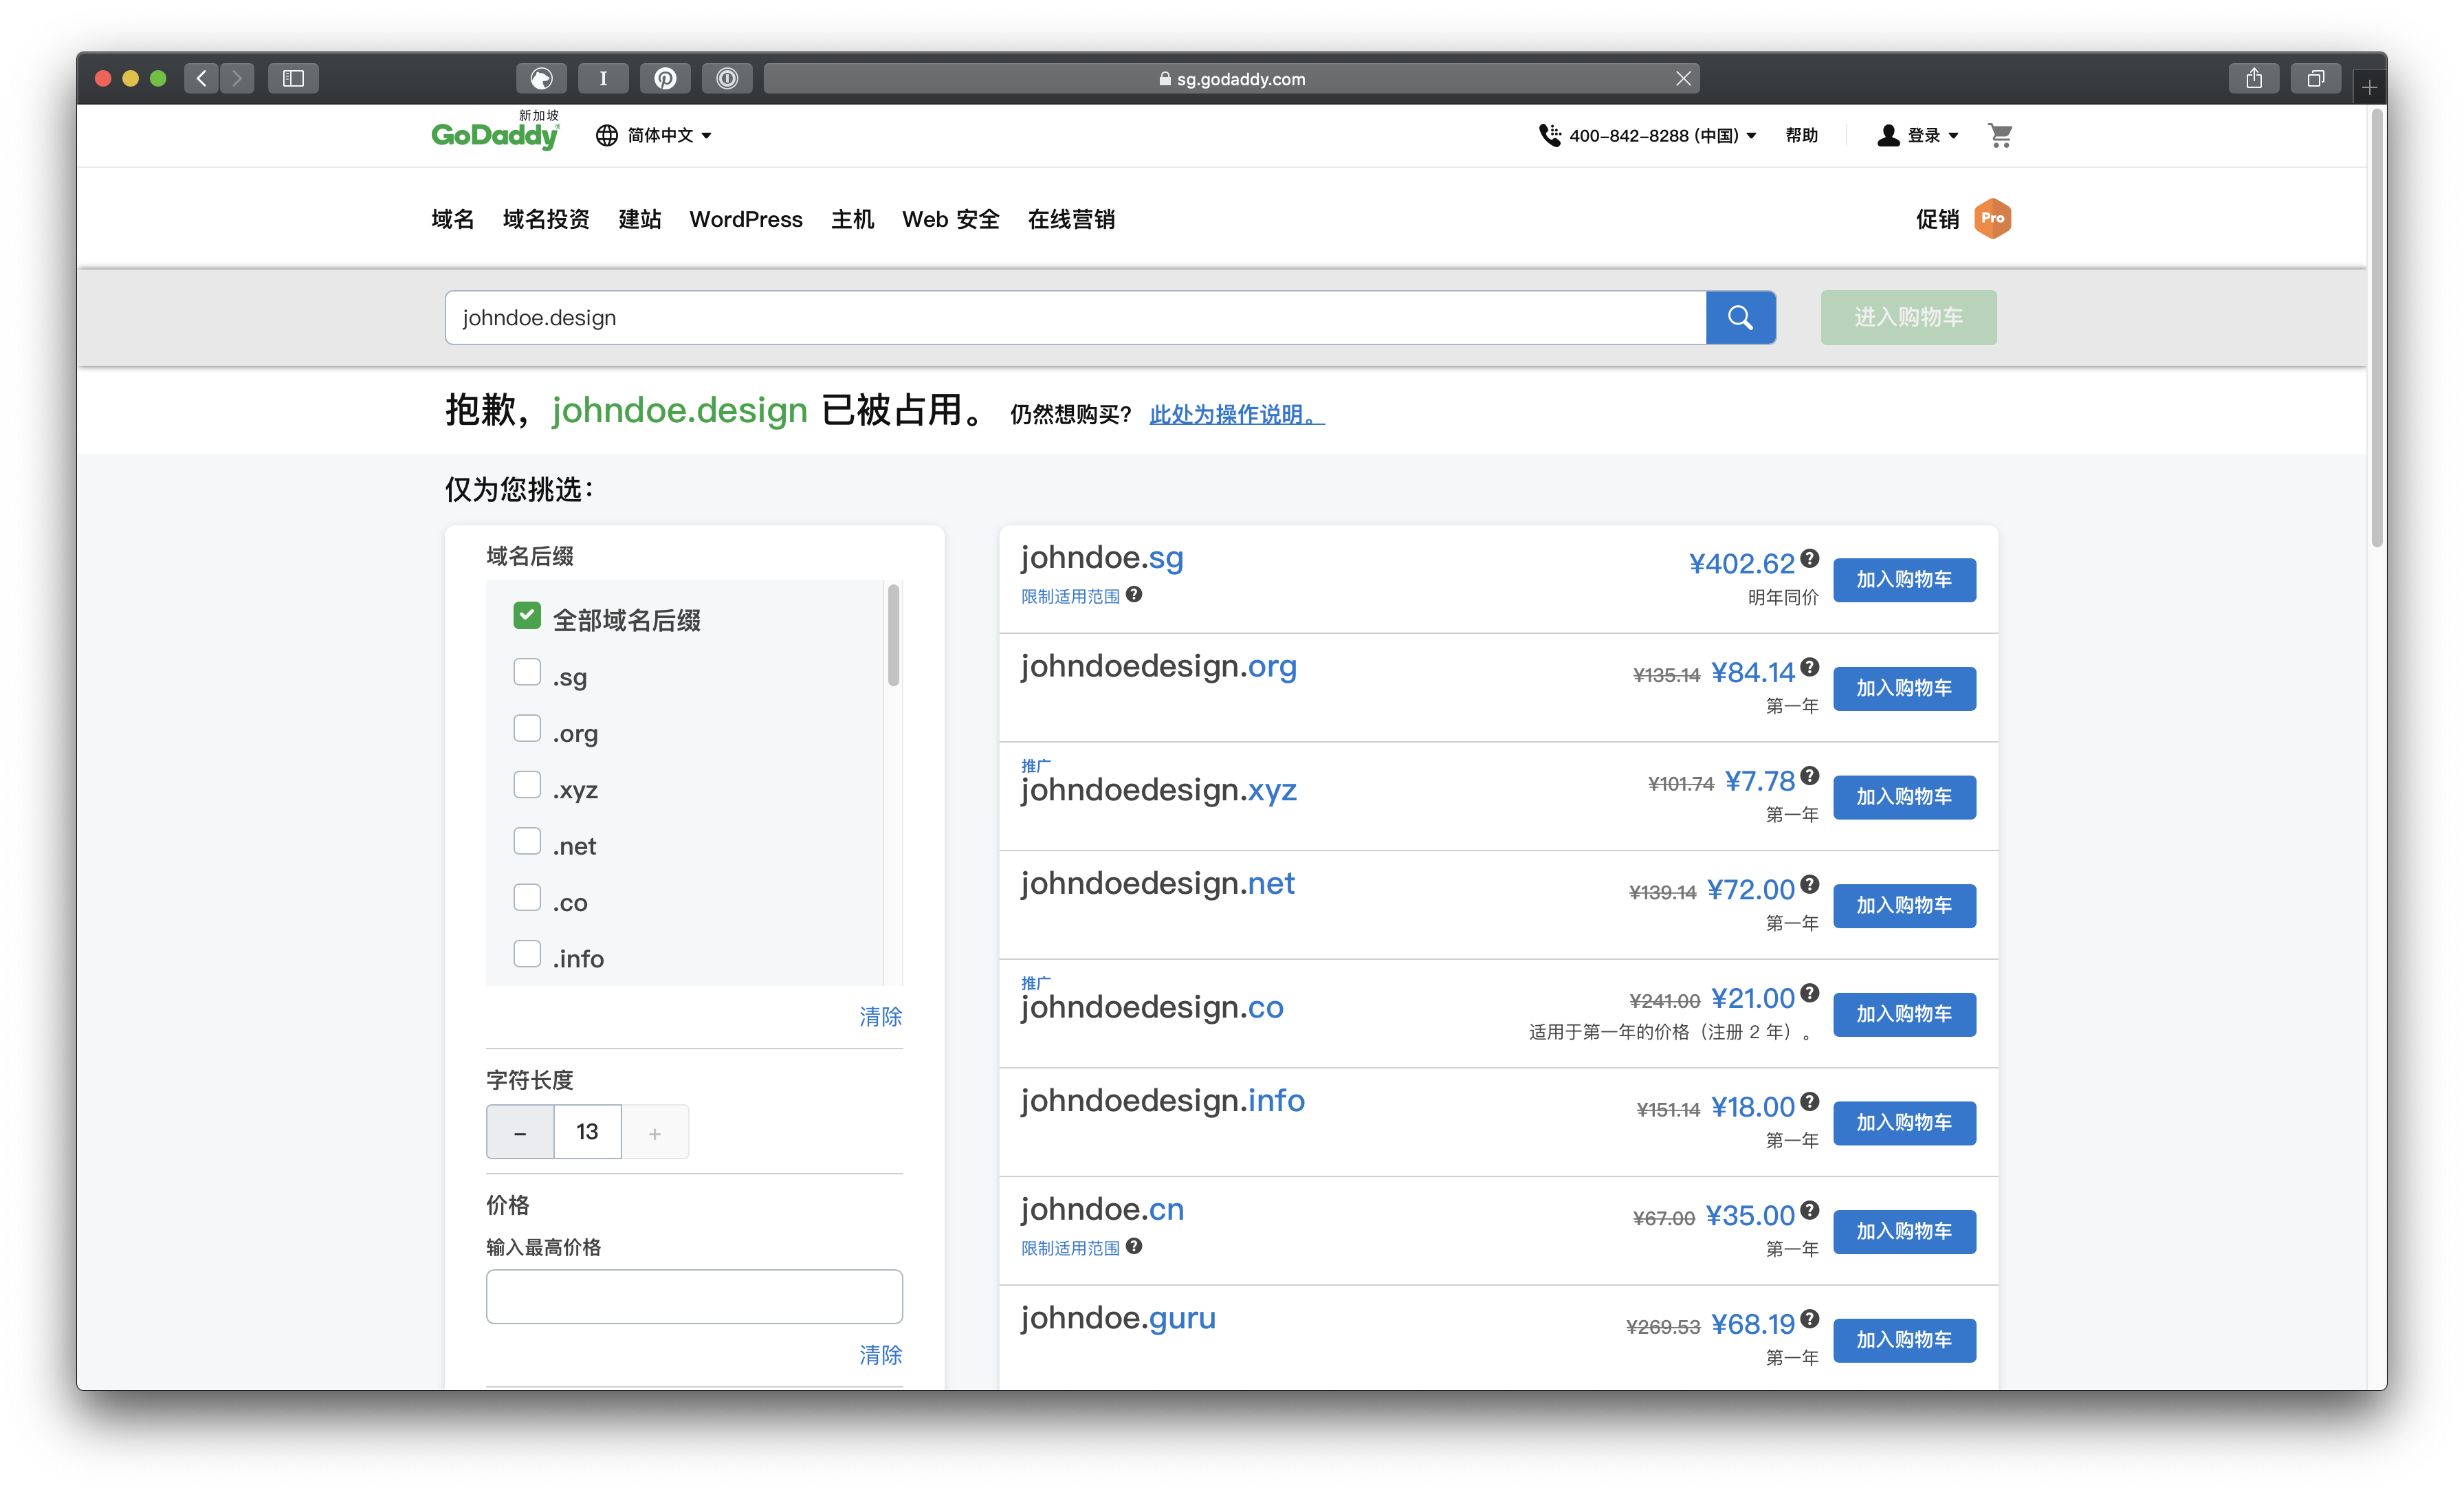 sg.godaddy.com
新加坡
GoDaddy
简体中文
400-842-8288 (中国)
帮助
登录
域名 域名投资 建站 WordPress 主机 Web 安全 在线营销
促销 Pro
johndoe.design
进入购物车
抱歉，johndoe.design 已被占用。 仍然想购买? 此处为操作说明。
仅为您挑选：
域名后缀
全部域名后缀
.sg
.org
.xyz
.net
.co
.info
清除
字符长度
– 13 +
价格
输入最高价格
清除
johndoe.sg
限制适用范围 ?
¥402.62 ?
明年同价
加入购物车
johndoedesign.org
¥135.14 ¥84.14 ?
第一年
加入购物车
推广
johndoedesign.xyz
¥101.74 ¥7.78 ?
第一年
加入购物车
johndoedesign.net
¥139.14 ¥72.00 ?
第一年
加入购物车
推广
johndoedesign.co
¥241.00 ¥21.00 ?
适用于第一年的价格（注册 2 年）。
加入购物车
johndoedesign.info
¥151.14 ¥18.00 ?
第一年
加入购物车
johndoe.cn
限制适用范围 ?
¥67.00 ¥35.00 ?
第一年
加入购物车
johndoe.guru
¥269.53 ¥68.19 ?
第一年
加入购物车